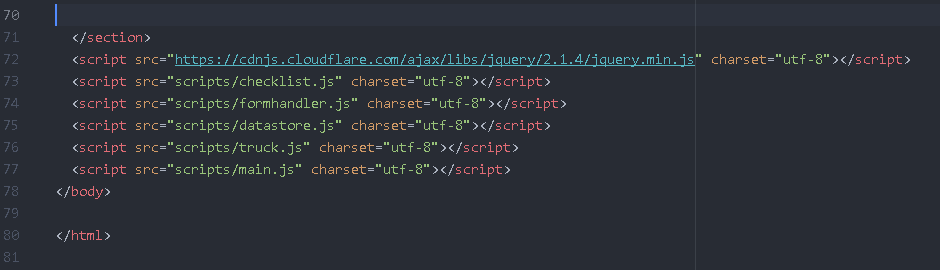 70
71 </section>
72 <script src="https://cdnjs.cloudflare.com/ajax/libs/jquery/2.1.4/jquery.min.js" charset="utf-8"></script>
73 <script src="scripts/checklist.js" charset="utf-8"></script>
74 <script src="scripts/formhandler.js" charset="utf-8"></script>
75 <script src="scripts/datastore.js" charset="utf-8"></script>
76 <script src="scripts/truck.js" charset="utf-8"></script>
77 <script src="scripts/main.js" charset="utf-8"></script>
78 </body>
79
80 </html>
81